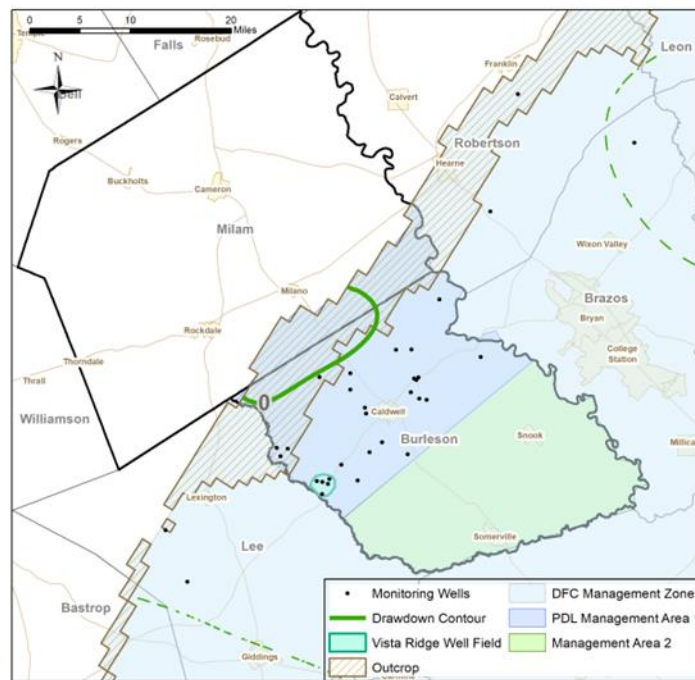 0 5 10 20
Miles
Temple
Falls
Rosebud
Leon
N
Bell
Franklin
Calvert
Rogers
Robertson
Hearne
Buckholts
Cameron
Milam
Wixon Valley
Milano
Brazos
Rockdale
Bryan
College
Station
Thorndale
Thrall
0
Caldwell
Williamson
Burleson
Snook
Millican
Lexington
Somerville
Lee
Bastrop
Giddings
Monitoring Wells
Drawdown Contour
Vista Ridge Well Field
Outcrop
DFC Management Zone
PDL Management Area 1
Management Area 2